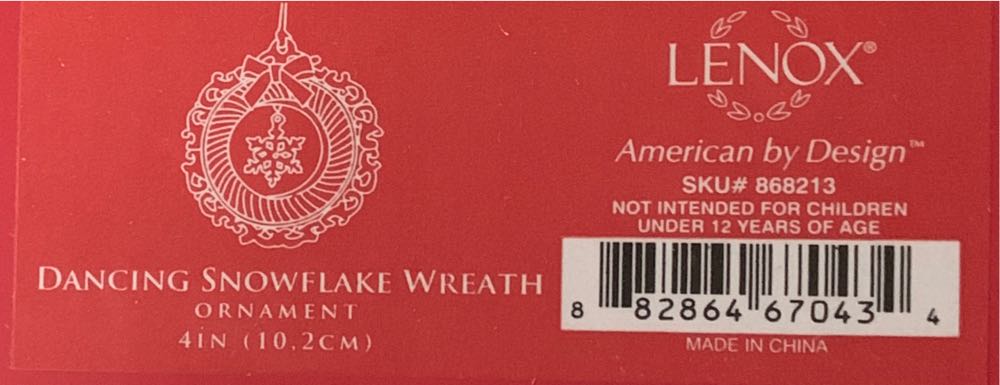 DANCING SNOWFLAKE WREATH
ORNAMENT
4IN (10.2CM)
LENOX®
American by Design™
SKU# 868213
NOT INTENDED FOR CHILDREN
UNDER 12 YEARS OF AGE
8 82864 67043 4
MADE IN CHINA